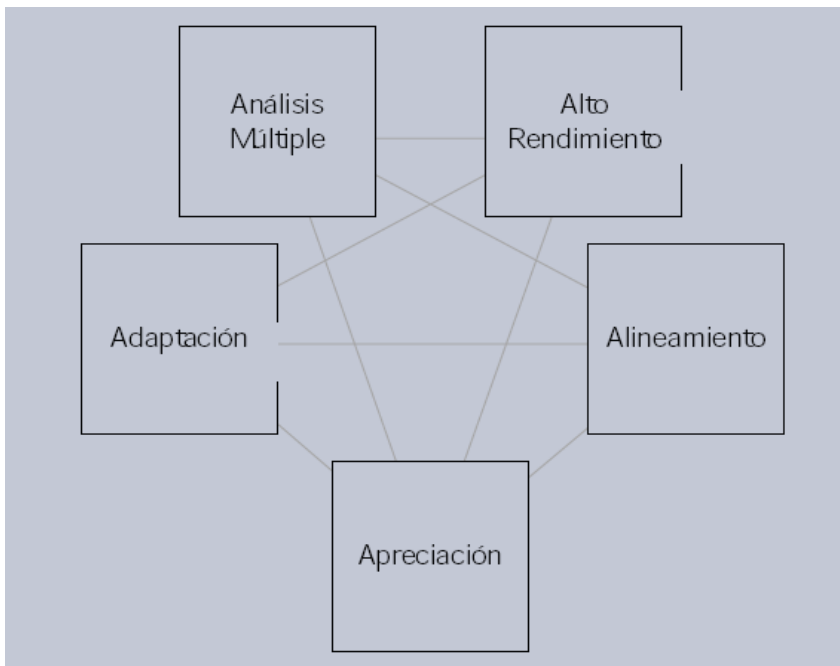 Análisis
Múltiple
Alto
Rendimiento
Adaptación
Alineamiento
Apreciación